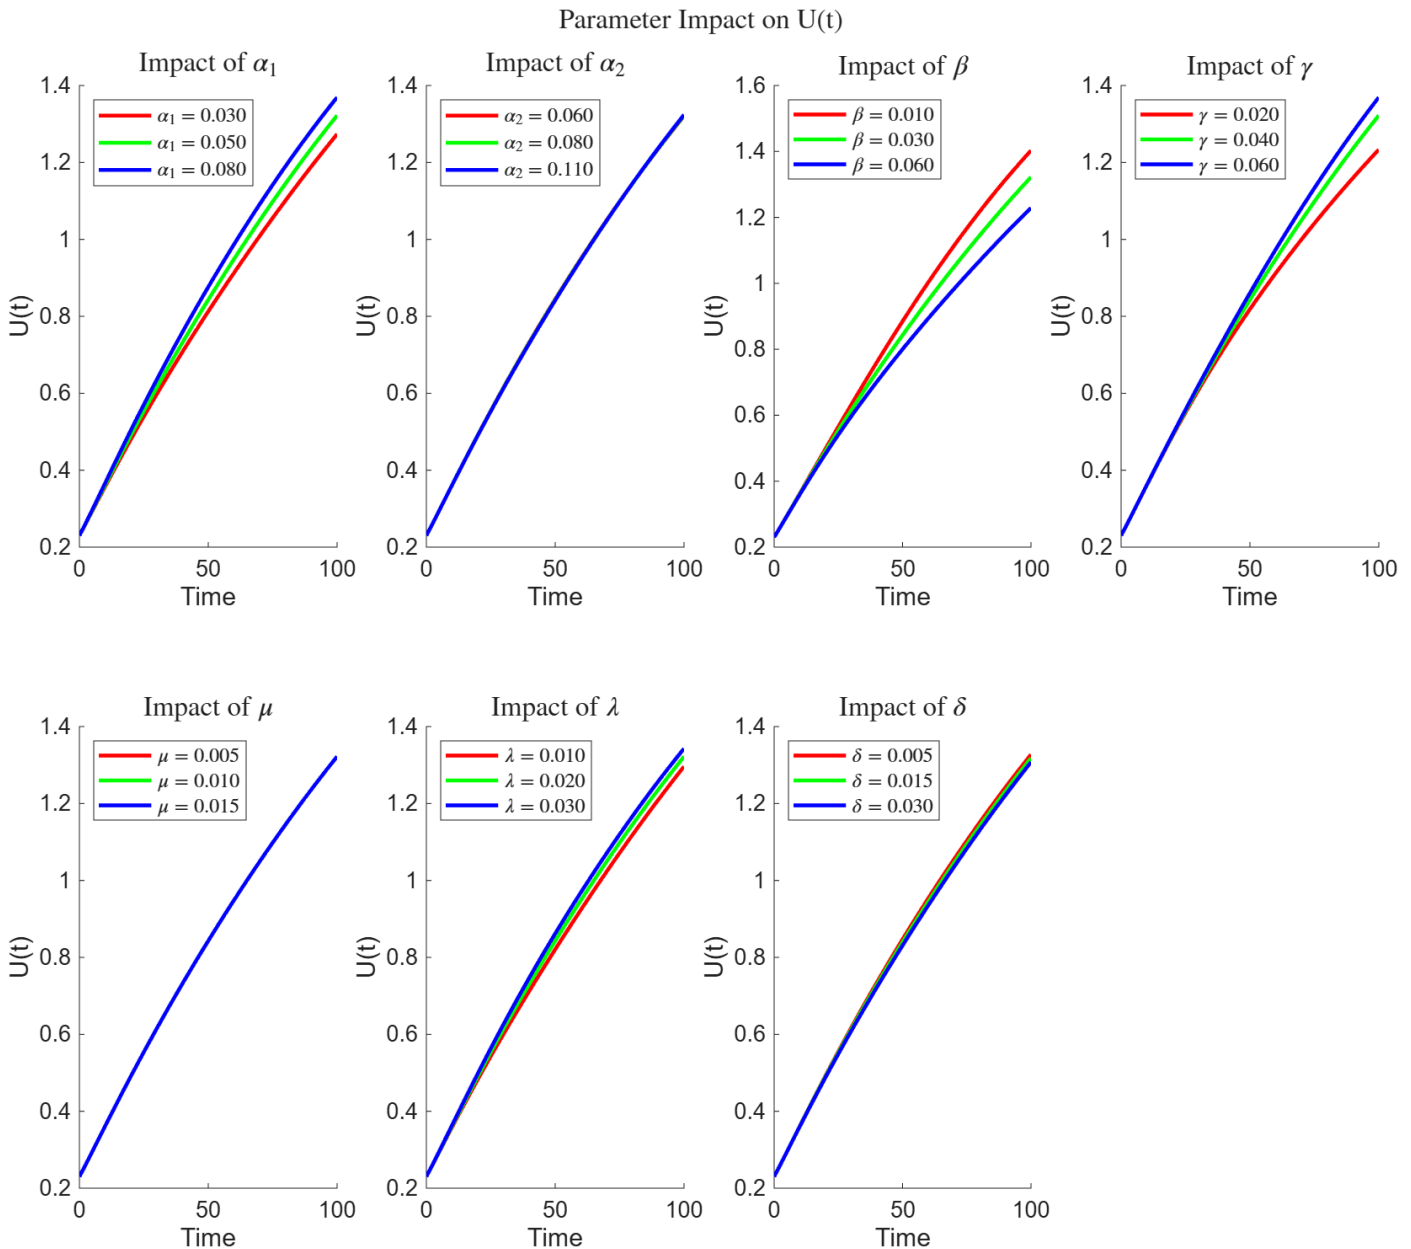 Parameter Impact on U(t)
Impact of α₁
1.4
1.2
1
0.8
0.6
0.4
0.2
0
50
100
U(t)
Time
α₁ = 0.030
α₁ = 0.050
α₁ = 0.080
Impact of α₂
1.4
1.2
1
0.8
0.6
0.4
0.2
0
50
100
U(t)
Time
α₂ = 0.060
α₂ = 0.080
α₂ = 0.110
Impact of β
1.6
1.4
1.2
1
0.8
0.6
0.4
0.2
0
50
100
U(t)
Time
β = 0.010
β = 0.030
β = 0.060
Impact of γ
1.4
1.2
1
0.8
0.6
0.4
0.2
0
50
100
U(t)
Time
γ = 0.020
γ = 0.040
γ = 0.060
Impact of μ
1.4
1.2
1
0.8
0.6
0.4
0.2
0
50
100
U(t)
Time
μ = 0.005
μ = 0.010
μ = 0.015
Impact of λ
1.4
1.2
1
0.8
0.6
0.4
0.2
0
50
100
U(t)
Time
λ = 0.010
λ = 0.020
λ = 0.030
Impact of δ
1.4
1.2
1
0.8
0.6
0.4
0.2
0
50
100
U(t)
Time
δ = 0.005
δ = 0.015
δ = 0.030